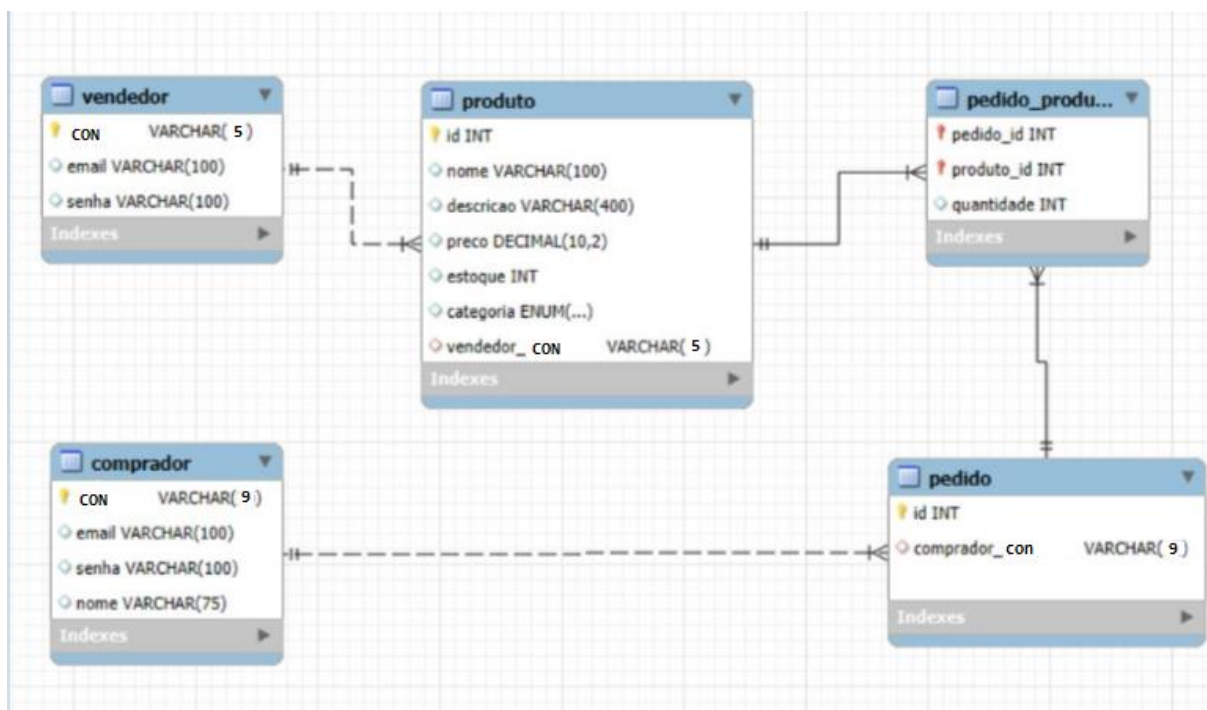 vendedor
CON VARCHAR( 5 )
email VARCHAR(100)
senha VARCHAR(100)
Indexes
produto
id INT
nome VARCHAR(100)
descricao VARCHAR(400)
preco DECIMAL(10,2)
estoque INT
categoria ENUM(...)
vendedor_ CON VARCHAR( 5 )
Indexes
pedido_produ...
pedido_id INT
produto_id INT
quantidade INT
Indexes
comprador
CON VARCHAR( 9 )
email VARCHAR(100)
senha VARCHAR(100)
nome VARCHAR(75)
Indexes
pedido
id INT
comprador_ con VARCHAR( 9 )
Indexes